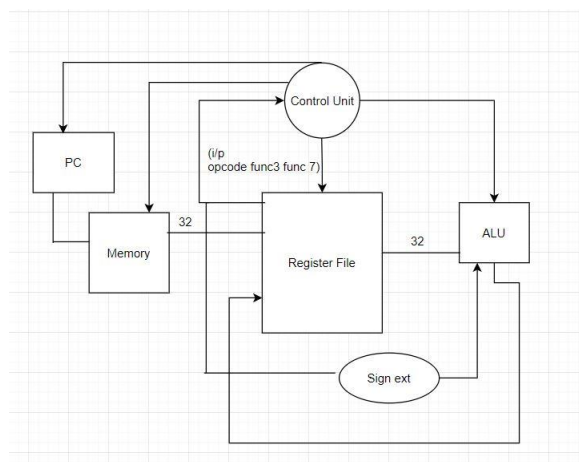 Control Unit
(i/p
opcode func3 func 7)
PC
32
Memory
Register File
32
ALU
Sign ext